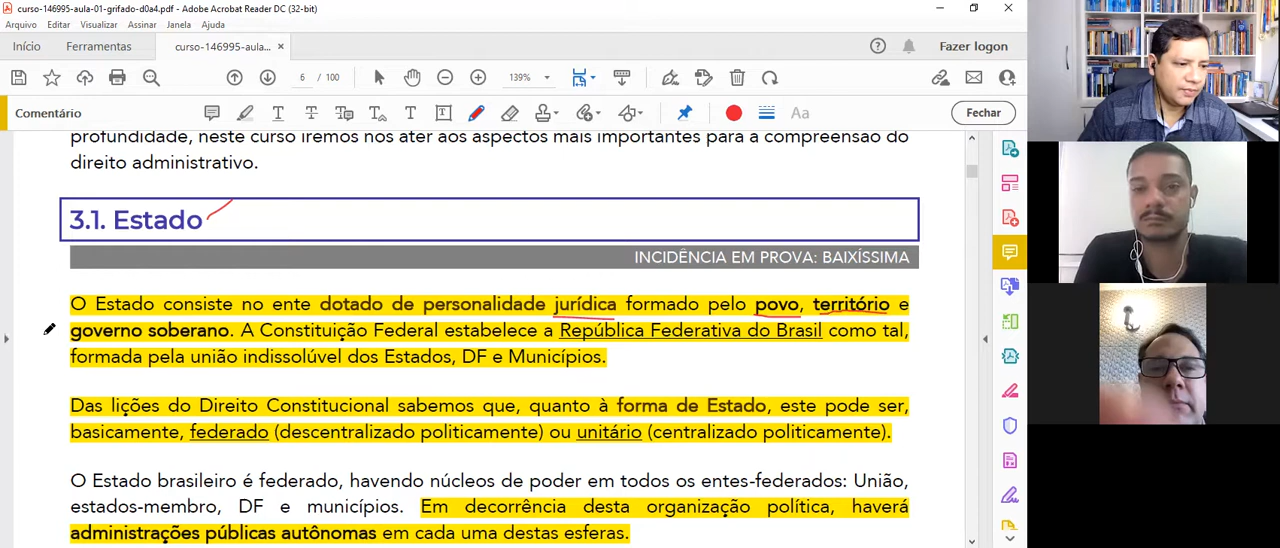 curso-146995-aula-01-grifado-d0a4.pdf - Adobe Acrobat Reader DC (32-bit)
Arquivo Editar Visualizar Assinar Janela Ajuda
Início Ferramentas curso-146995-aula... × Fazer logon
6 / 100 139%
Comentário Aa Fechar
profundidade, neste curso iremos nos ater aos aspectos mais importantes para a compreensão do
direito administrativo.
3.1. Estado
INCIDÊNCIA EM PROVA: BAIXÍSSIMA
O Estado consiste no ente dotado de personalidade jurídica formado pelo povo, território e
governo soberano. A Constituição Federal estabelece a República Federativa do Brasil como tal,
formada pela união indissolúvel dos Estados, DF e Municípios.
Das lições do Direito Constitucional sabemos que, quanto à forma de Estado, este pode ser,
basicamente, federado (descentralizado politicamente) ou unitário (centralizado politicamente).
O Estado brasileiro é federado, havendo núcleos de poder em todos os entes-federados: União,
estados-membro, DF e municípios. Em decorrência desta organização política, haverá
administrações públicas autônomas em cada uma destas esferas.